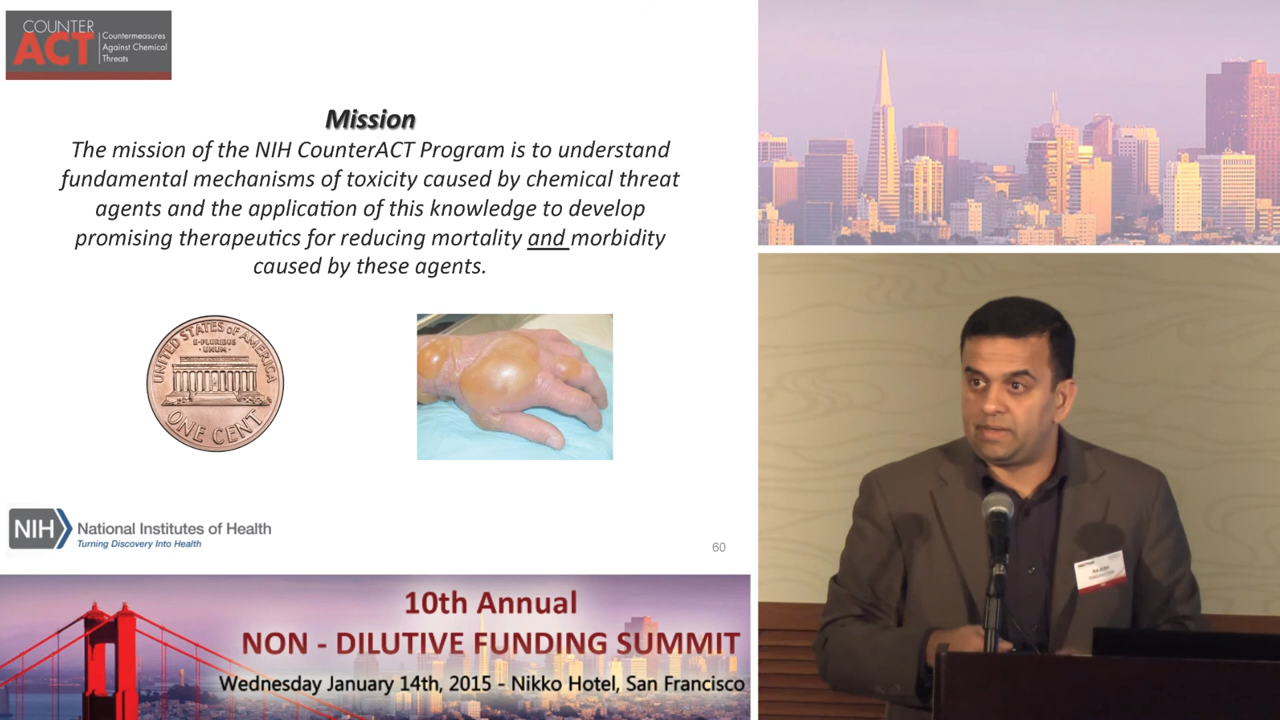 COUNTER
ACT
Countermeasures
Against Chemical
Threats
Mission
The mission of the NIH CounterACT Program is to understand
fundamental mechanisms of toxicity caused by chemical threat
agents and the application of this knowledge to develop
promising therapeutics for reducing mortality and morbidity
caused by these agents.
UNITED STATES OF AMERICA
E·PLURIBUS
·UNUM·
ONE CENT
NIH
National Institutes of Health
Turning Discovery Into Health
60
10th Annual
NON - DILUTIVE FUNDING SUMMIT
Wednesday January 14th, 2015 - Nikko Hotel, San Francisco